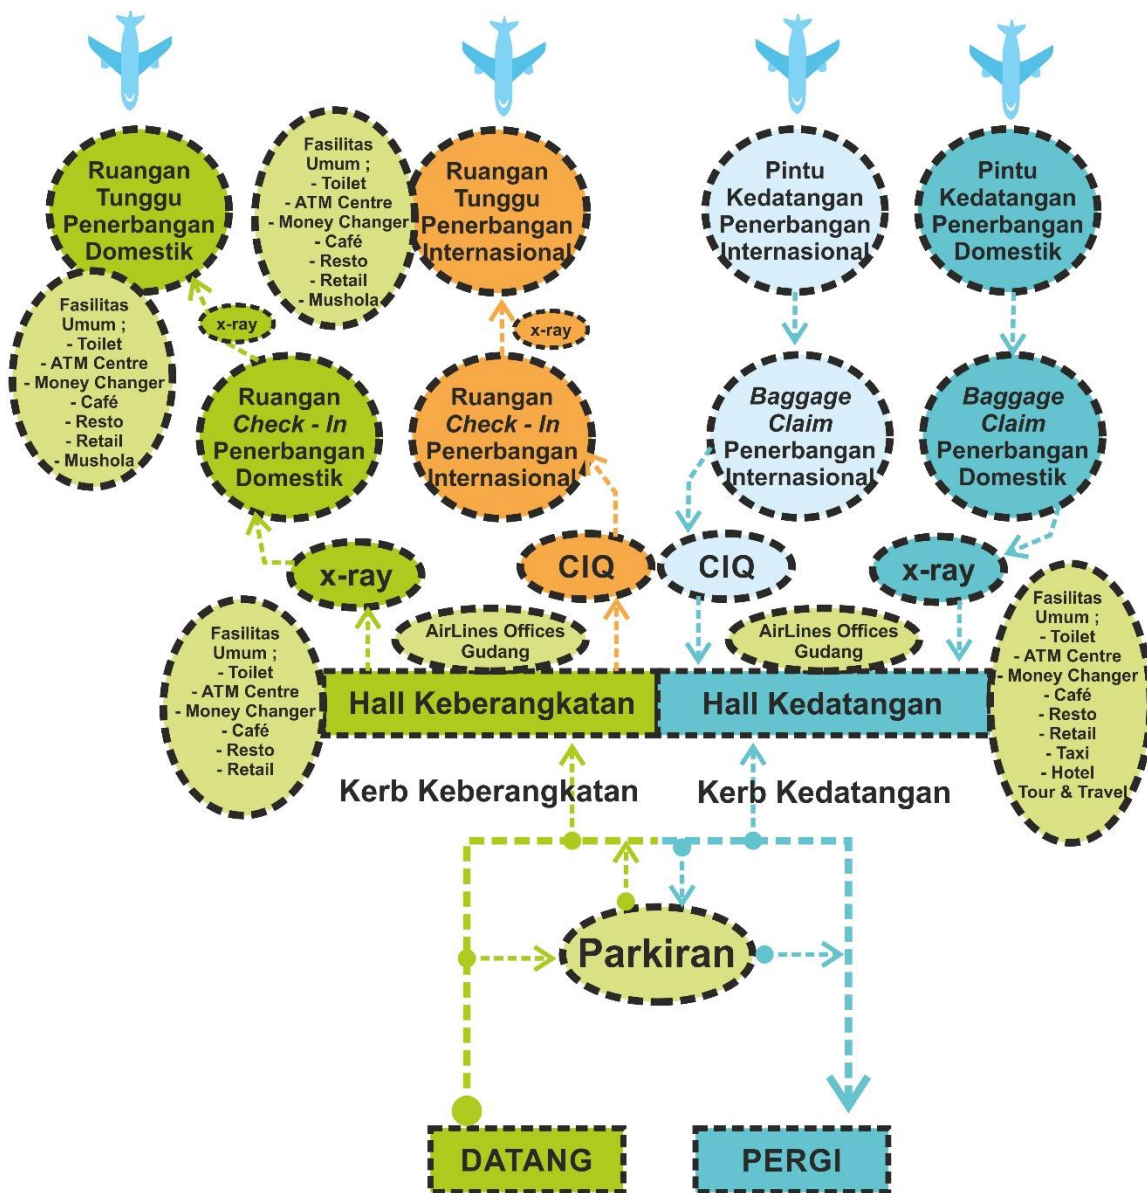 Ruangan
Tunggu
Penerbangan
Domestik
Fasilitas
Umum ;
- Toilet
- ATM Centre
- Money Changer
- Café
- Resto
- Retail
- Mushola
Ruangan
Tunggu
Penerbangan
Internasional
Pintu
Kedatangan
Penerbangan
Internasional
Pintu
Kedatangan
Penerbangan
Domestik
Fasilitas
Umum ;
- Toilet
- ATM Centre
- Money Changer
- Café
- Resto
- Retail
- Mushola
x-ray
x-ray
Ruangan
Check - In
Penerbangan
Domestik
Ruangan
Check - In
Penerbangan
Internasional
Baggage
Claim
Penerbangan
Internasional
Baggage
Claim
Penerbangan
Domestik
x-ray
CIQ
CIQ
x-ray
Fasilitas
Umum ;
- Toilet
- ATM Centre
- Money Changer
- Café
- Resto
- Retail
AirLines Offices
Gudang
AirLines Offices
Gudang
Fasilitas
Umum ;
- Toilet
- ATM Centre
- Money Changer
- Café
- Resto
- Retail
- Taxi
- Hotel
Tour & Travel
Hall Keberangkatan
Hall Kedatangan
Kerb Keberangkatan
Kerb Kedatangan
Parkiran
DATANG
PERGI